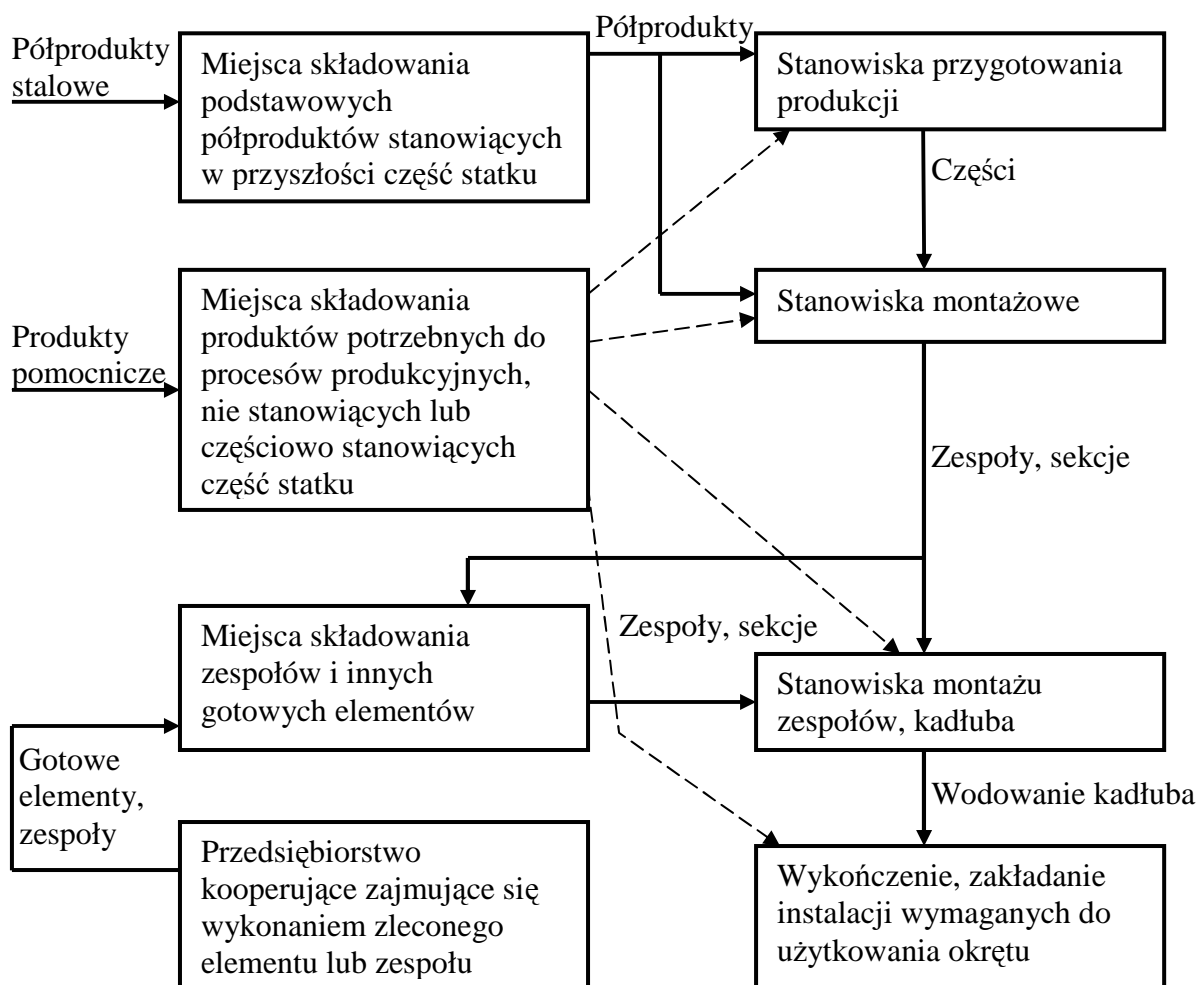 Półprodukty
Półprodukty
stalowe
Miejsca składowania
podstawowych
półproduktów stanowiących
w przyszłości część statku
Stanowiska przygotowania
produkcji
Części
Produkty
pomocnicze
Miejsca składowania
produktów potrzebnych do
procesów produkcyjnych,
nie stanowiących lub
częściowo stanowiących
część statku
Stanowiska montażowe
Zespoły, sekcje
Miejsca składowania
zespołów i innych
gotowych elementów
Zespoły, sekcje
Stanowiska montażu
zespołów, kadłuba
Gotowe
elementy,
zespoły
Wodowanie kadłuba
Przedsiębiorstwo
kooperujące zajmujące się
wykonaniem zleconego
elementu lub zespołu
Wykończenie, zakładanie
instalacji wymaganych do
użytkowania okrętu